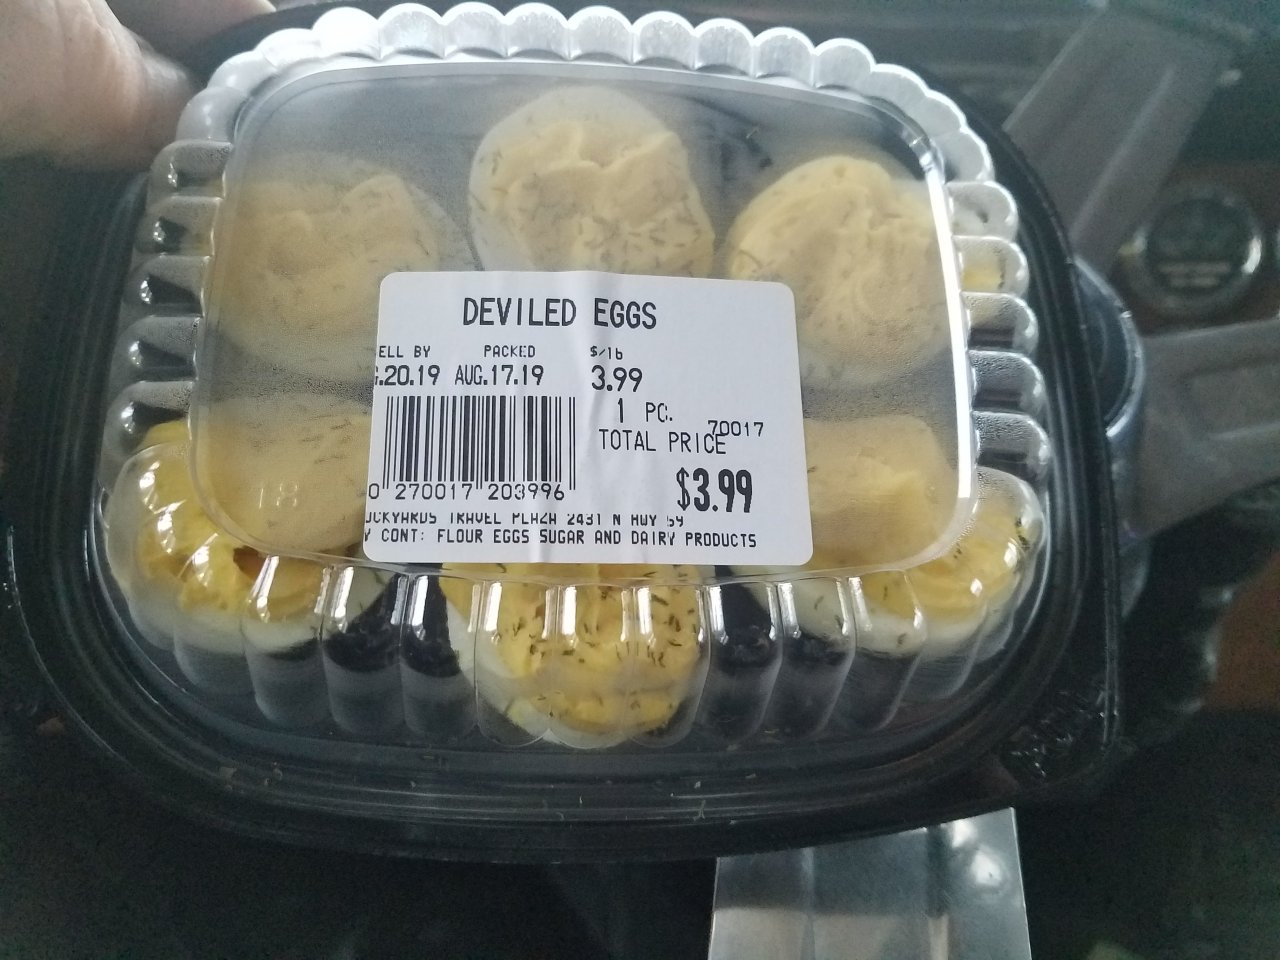 DEVILED EGGS
ELL BY PACKED $/lb
.20.19 AUG.17.19 3.99
1 PC.
70017
TOTAL PRICE
$3.99
0 270017 203996
UCKYARDS TRAVEL PLAZA 2431 N HWY 59
Y CONT: FLOUR EGGS SUGAR AND DAIRY PRODUCTS